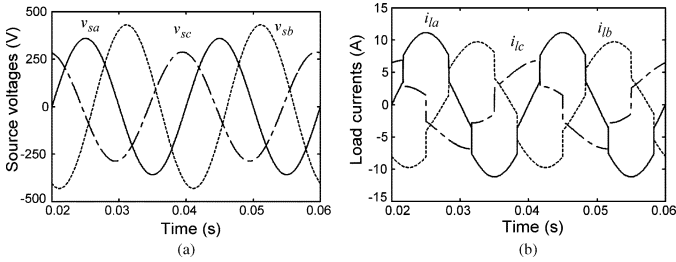 500
250
0
-250
-500
Source voltages (V)
v_sa
v_sc
v_sb
0.02
0.03
0.04
0.05
0.06
Time (s)
(a)
15
10
5
0
-5
-10
-15
Load currents (A)
i_la
i_lc
i_lb
0.02
0.03
0.04
0.05
0.06
Time (s)
(b)